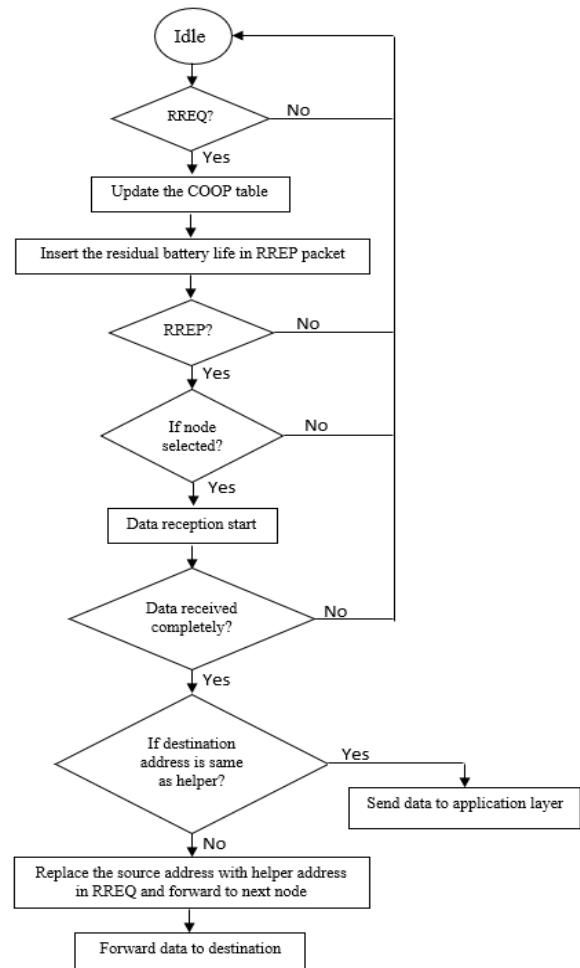 Idle
RREQ?
No
Yes
Update the COOP table
Insert the residual battery life in RREP packet
RREP?
No
Yes
If node
selected?
No
Yes
Data reception start
Data received
completely?
No
Yes
If destination
address is same
as helper?
Yes
Send data to application layer
No
Replace the source address with helper address
in RREQ and forward to next node
Forward data to destination